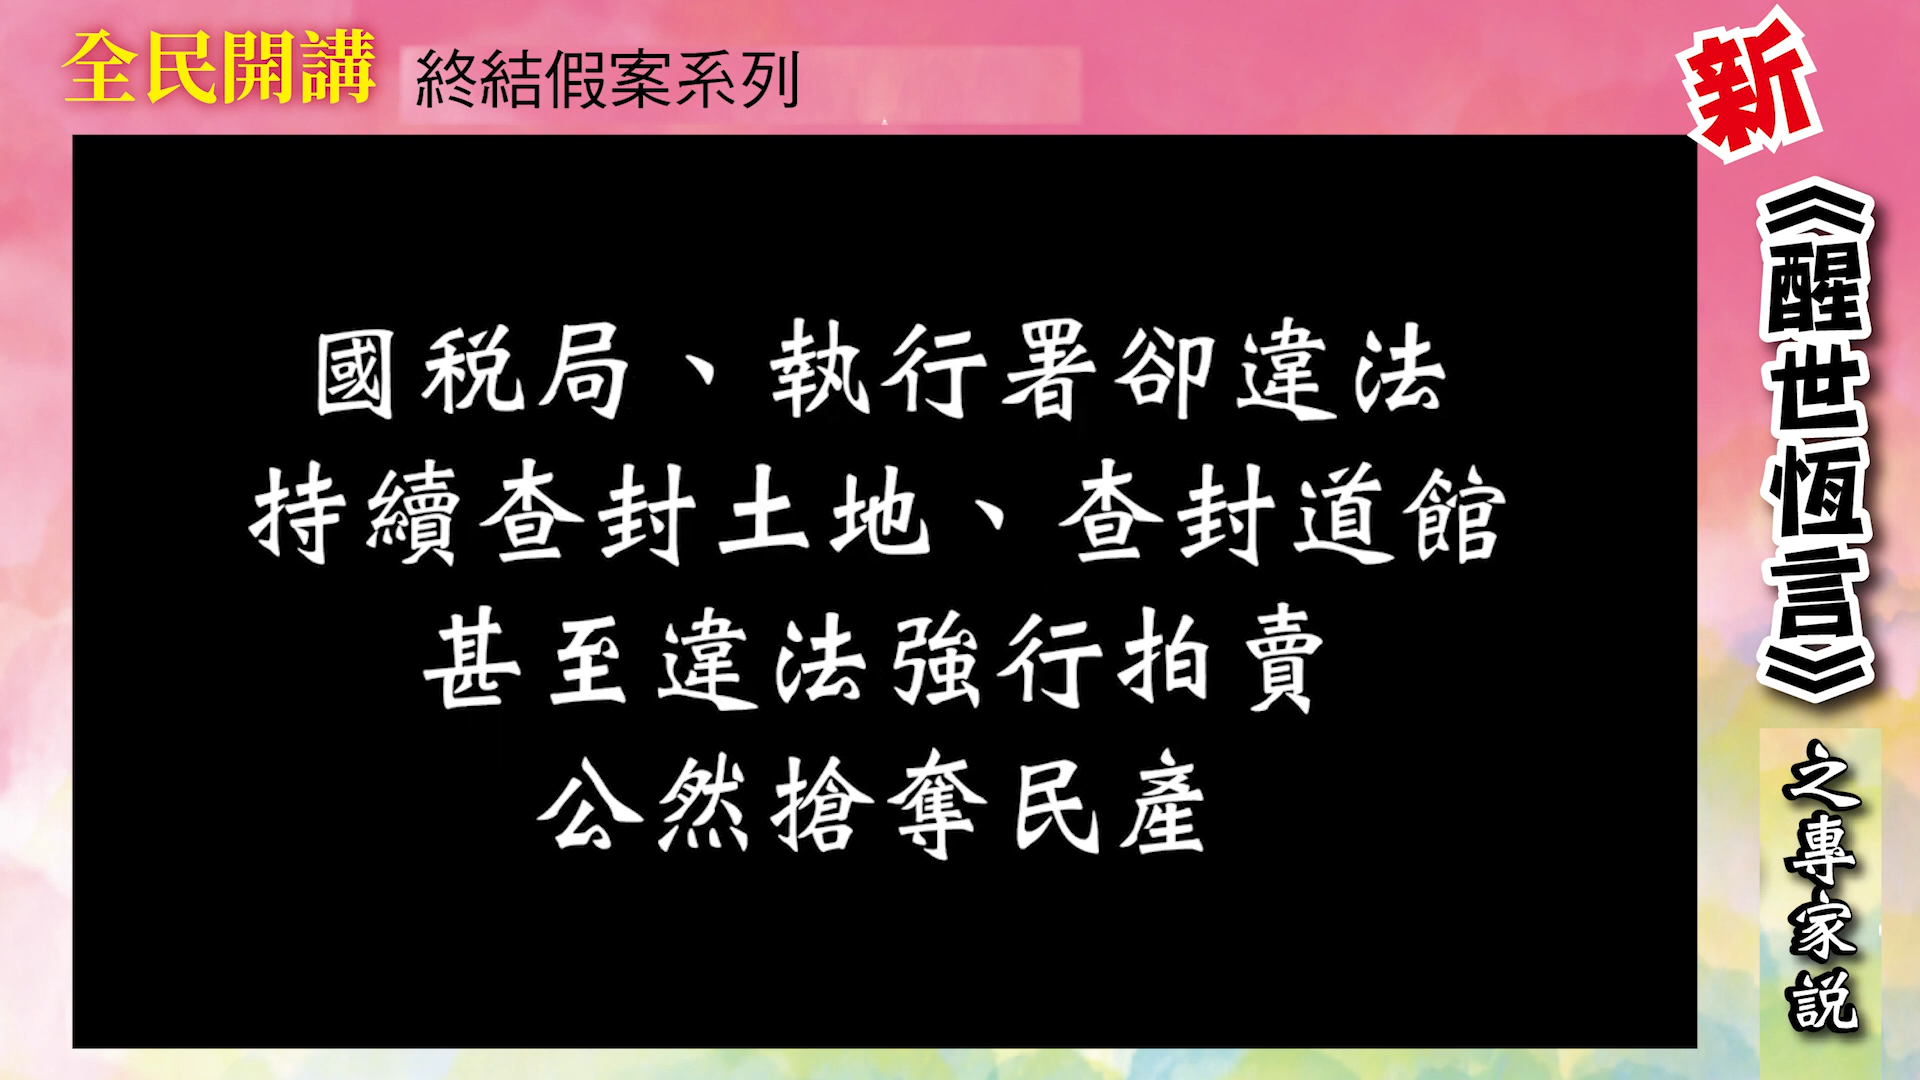 全民開講
終結假案系列
國稅局、執行署卻違法
持續查封土地、查封道館
甚至違法強行拍賣
公然搶奪民產
新
《醒世恆言》
之專家說